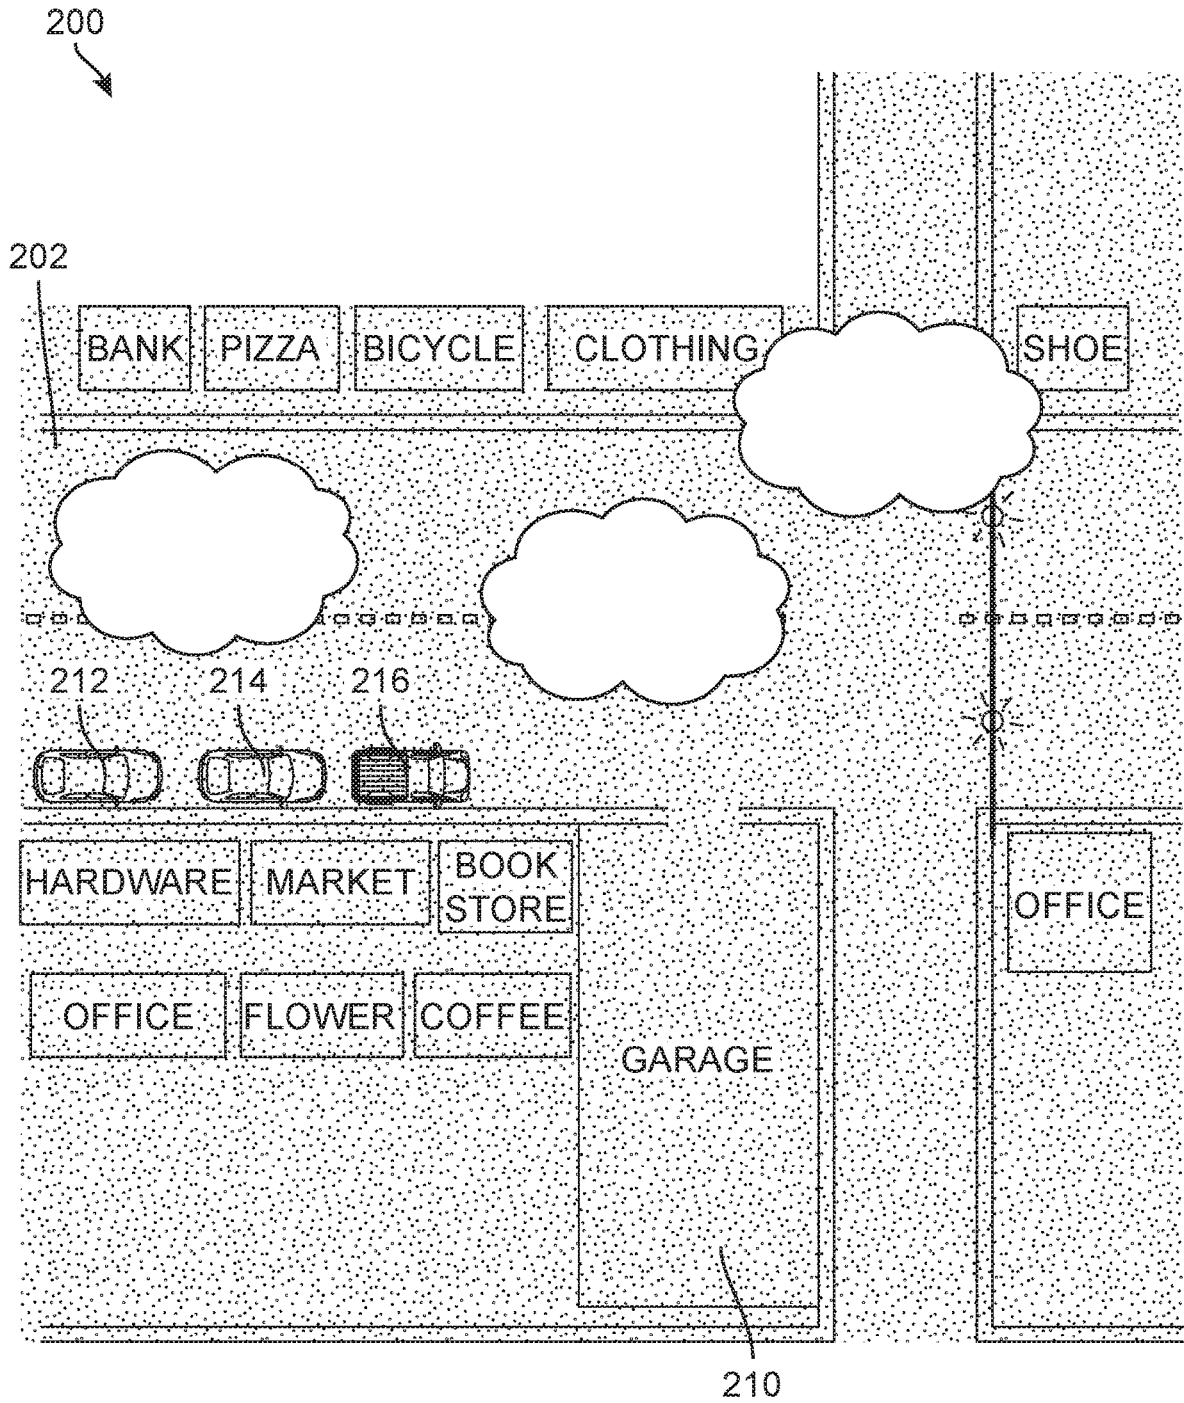 200
202
BANK
PIZZA
BICYCLE
CLOTHING
SHOE
212
214
216
HARDWARE
MARKET
BOOK
STORE
OFFICE
OFFICE
FLOWER
COFFEE
GARAGE
210